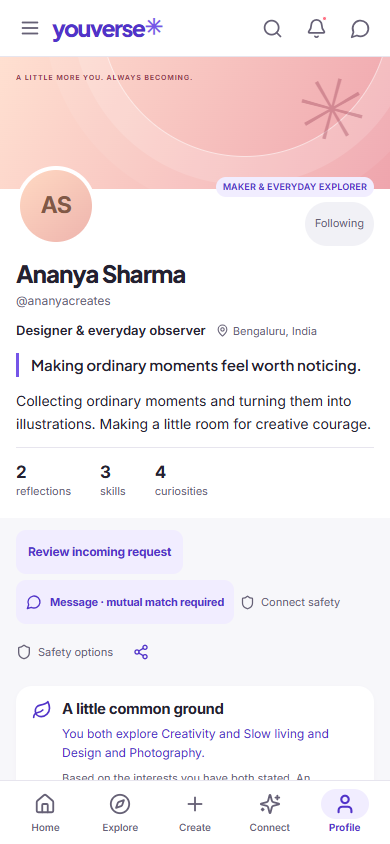 youverse
A LITTLE MORE YOU. ALWAYS BECOMING.
AS
MAKER & EVERYDAY EXPLORER
Following
Ananya Sharma
@ananyacreates
Designer & everyday observer Bengaluru, India
Making ordinary moments feel worth noticing.
Collecting ordinary moments and turning them into
illustrations. Making a little room for creative courage.
2 3 4
reflections skills curiosities
Review incoming request
Message · mutual match required Connect safety
Safety options
A little common ground
You both explore Creativity and Slow living and
Design and Photography.
Based on the interests you have both stated. An
Home Explore Create Connect Profile